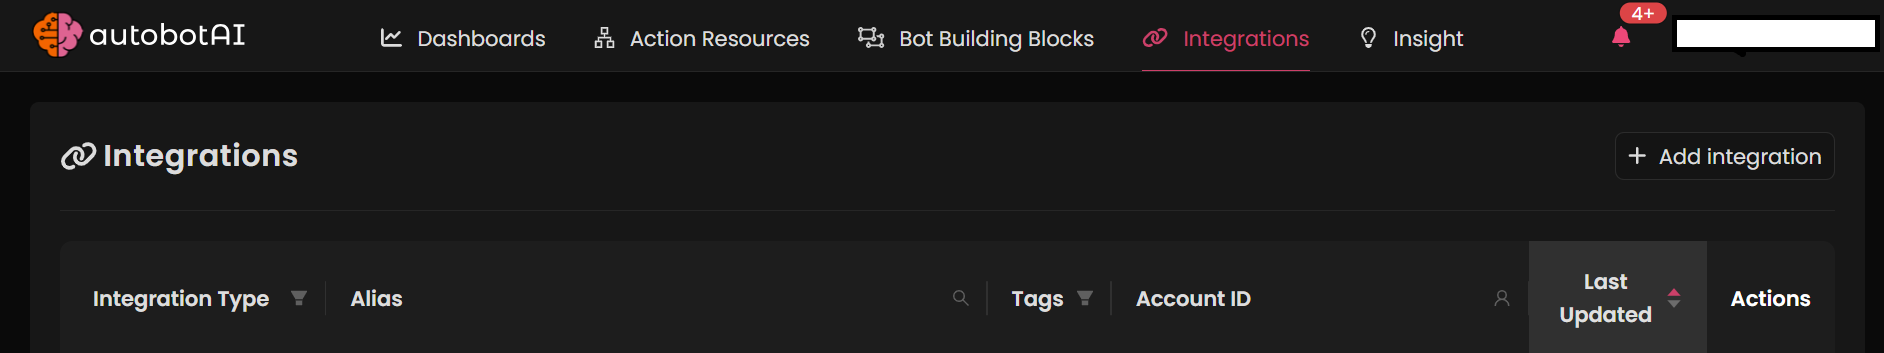 autobotAI
Dashboards
Action Resources
Bot Building Blocks
Integrations
Insight
4+
Integrations
+ Add integration
Integration Type
Alias
Tags
Account ID
Last
Updated
Actions